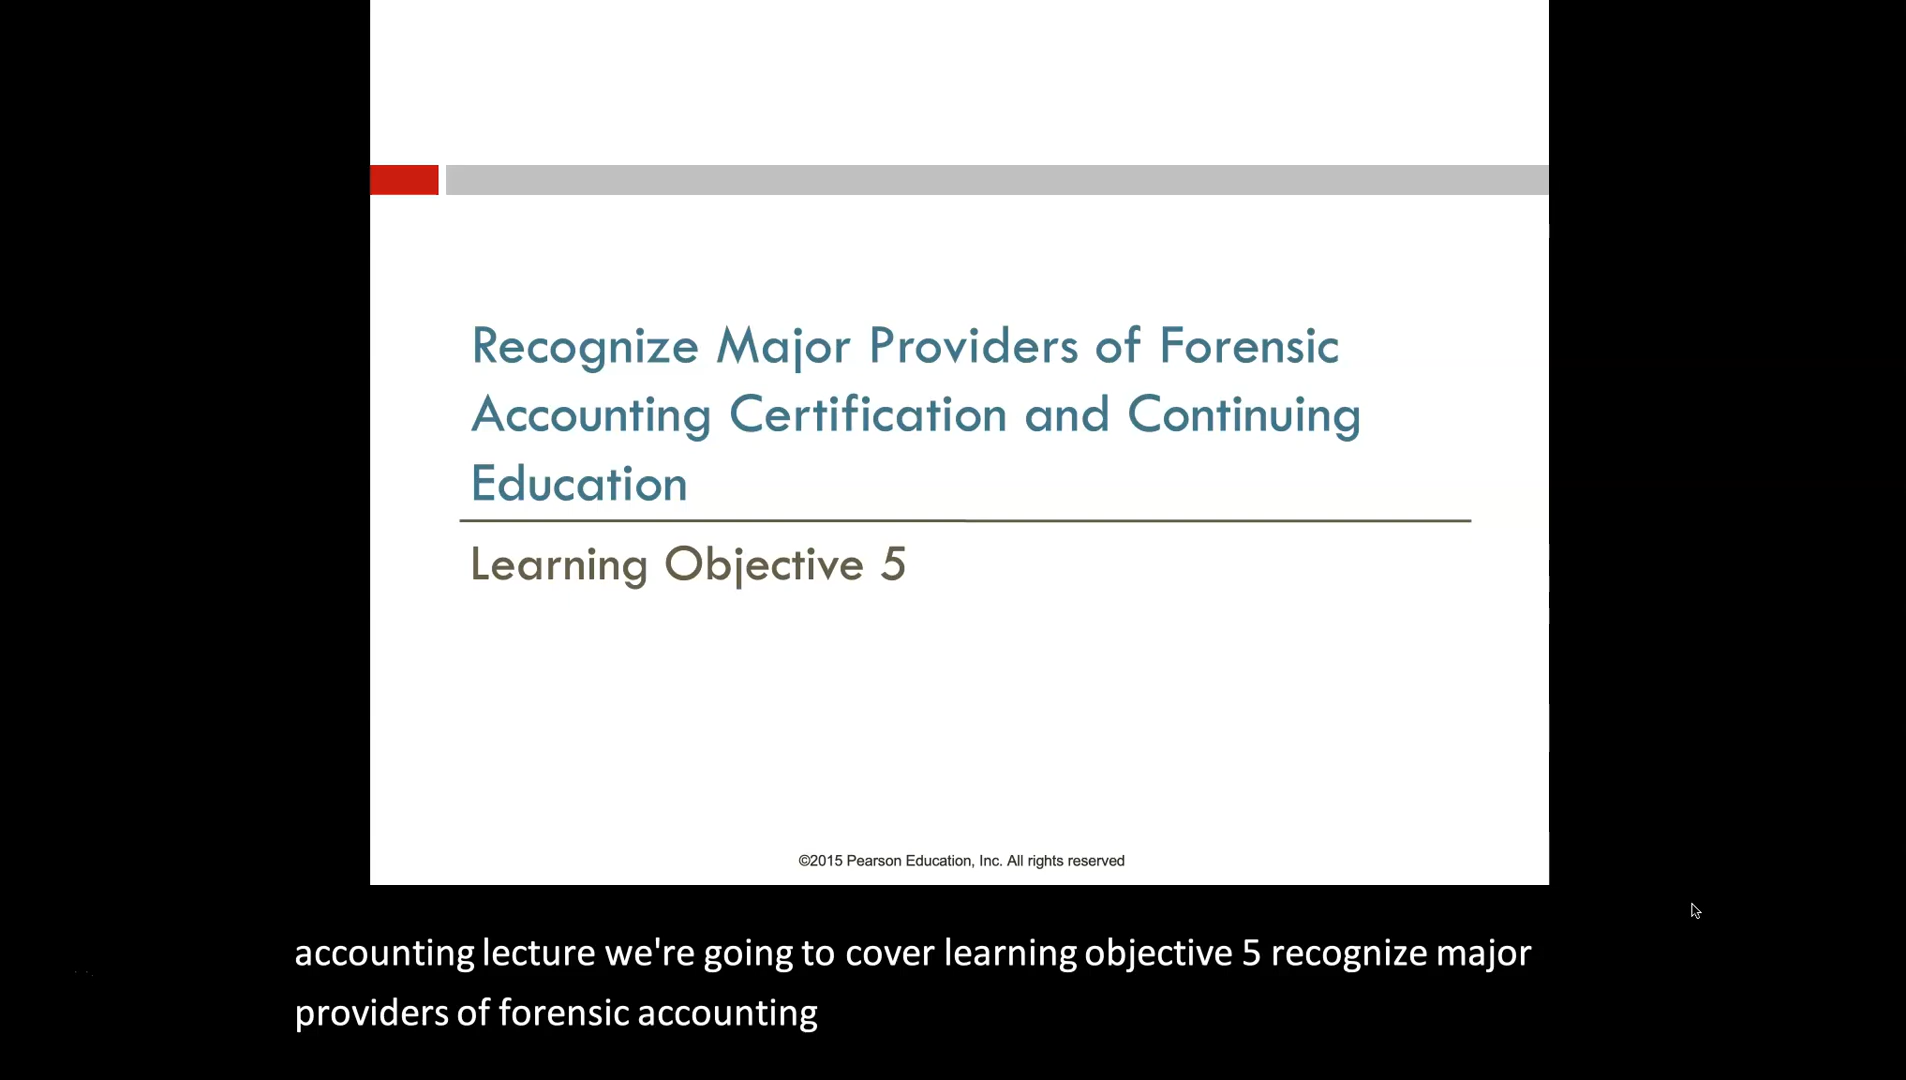 Recognize Major Providers of Forensic
Accounting Certification and Continuing
Education
Learning Objective 5
©2015 Pearson Education, Inc. All rights reserved
accounting lecture we're going to cover learning objective 5 recognize major
providers of forensic accounting